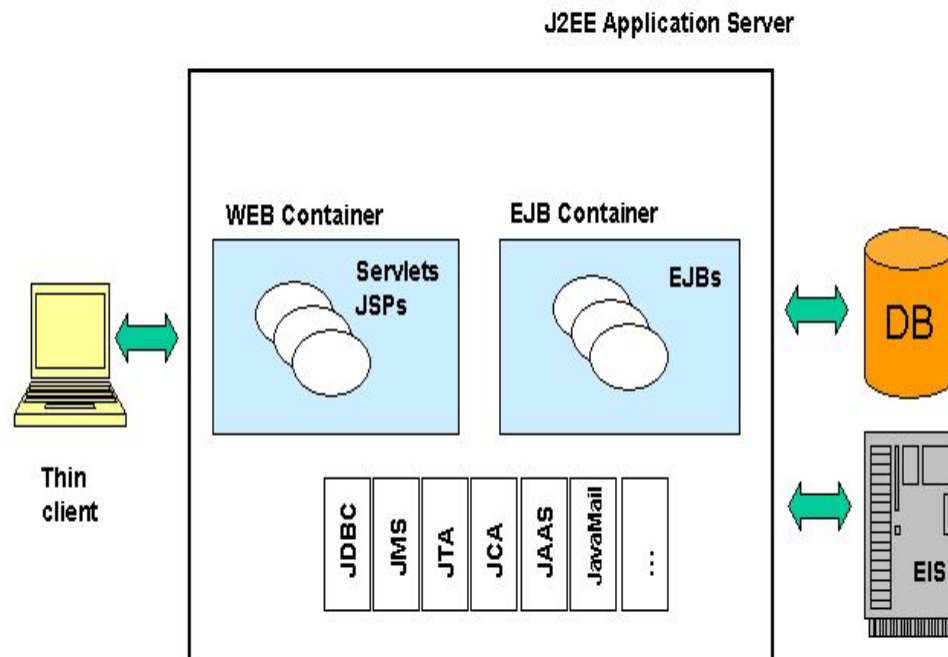 J2EE Application Server
WEB Container
EJB Container
Servlets
JSPs
EJBs
DB
Thin
client
JDBC
JMS
JTA
JCA
JAAS
JavaMail
...
EIS